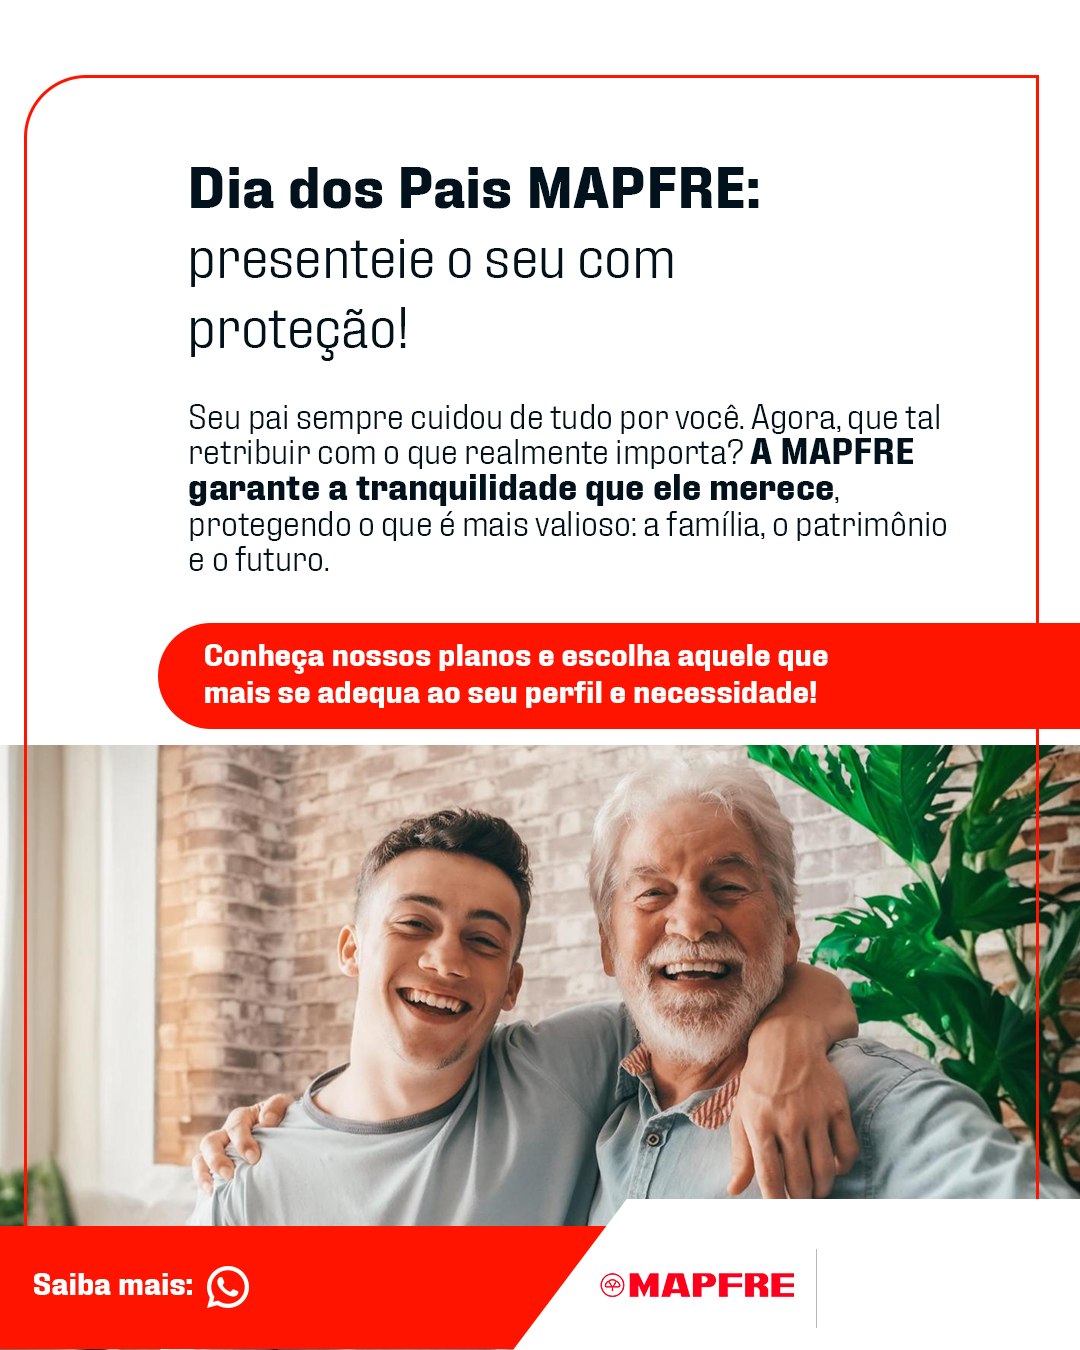 Dia dos Pais MAPFRE:
presenteie o seu com
proteção!
Seu pai sempre cuidou de tudo por você. Agora, que tal
retribuir com o que realmente importa? A MAPFRE
garante a tranquilidade que ele merece,
protegendo o que é mais valioso: a família, o patrimônio
e o futuro.
Conheça nossos planos e escolha aquele que
mais se adequa ao seu perfil e necessidade!
Saiba mais:
MAPFRE